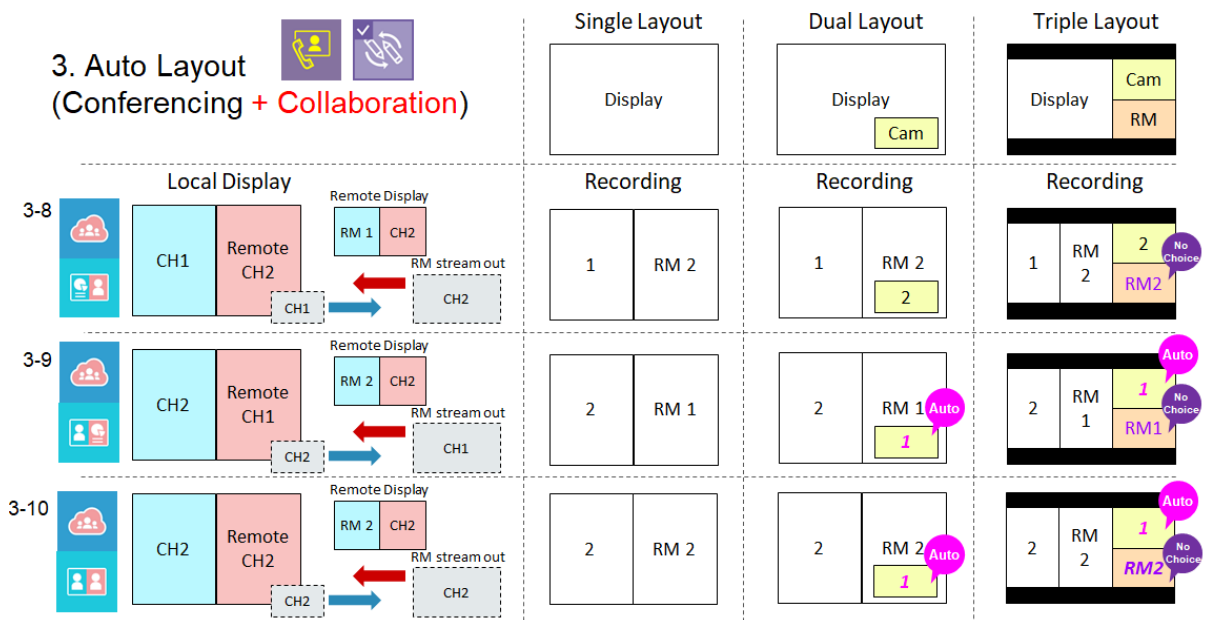 3. Auto Layout
(Conferencing + Collaboration)
Single Layout
Display
Dual Layout
Display
Cam
Triple Layout
Display
Cam
RM
Local Display
Recording
Recording
Recording
3-8
CH1
Remote
CH2
CH1
Remote Display
RM 1
CH2
RM stream out
CH2
1
RM 2
1
RM 2
2
1
RM
2
2
RM2
No
Choice
3-9
CH2
Remote
CH1
CH2
Remote Display
RM 2
CH2
RM stream out
CH1
2
RM 1
2
RM 1
1
Auto
2
RM
1
1
RM1
Auto
No
Choice
3-10
CH2
Remote
CH2
CH2
Remote Display
RM 2
CH2
RM stream out
CH2
2
RM 2
2
RM 2
1
Auto
2
RM
2
1
RM2
Auto
No
Choice